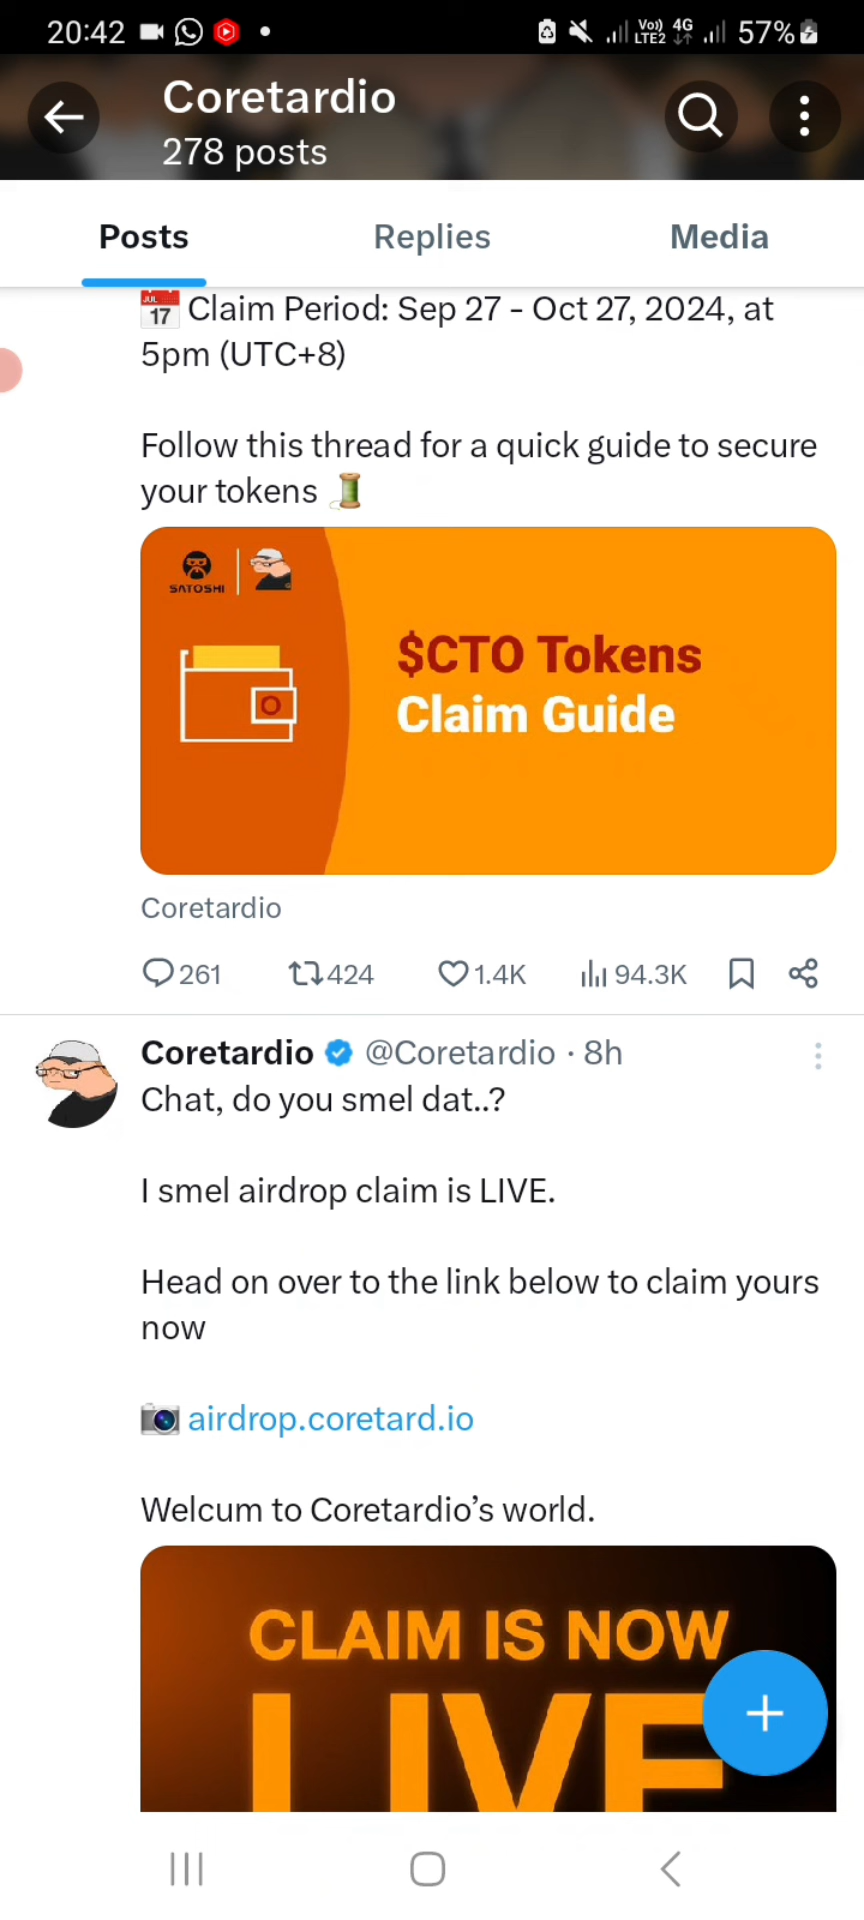 20:42
Vo)) 4G 57%
LTE2
Coretardio
278 posts
Posts Replies Media
JUL
17 Claim Period: Sep 27 - Oct 27, 2024, at
5pm (UTC+8)
Follow this thread for a quick guide to secure
your tokens
SATOSHI
$CTO Tokens
Claim Guide
Coretardio
261 424 1.4K 94.3K
Coretardio @Coretardio · 8h
Chat, do you smel dat..?
I smel airdrop claim is LIVE.
Head on over to the link below to claim yours
now
airdrop.coretard.io
Welcum to Coretardio’s world.
CLAIM IS NOW
LIVE